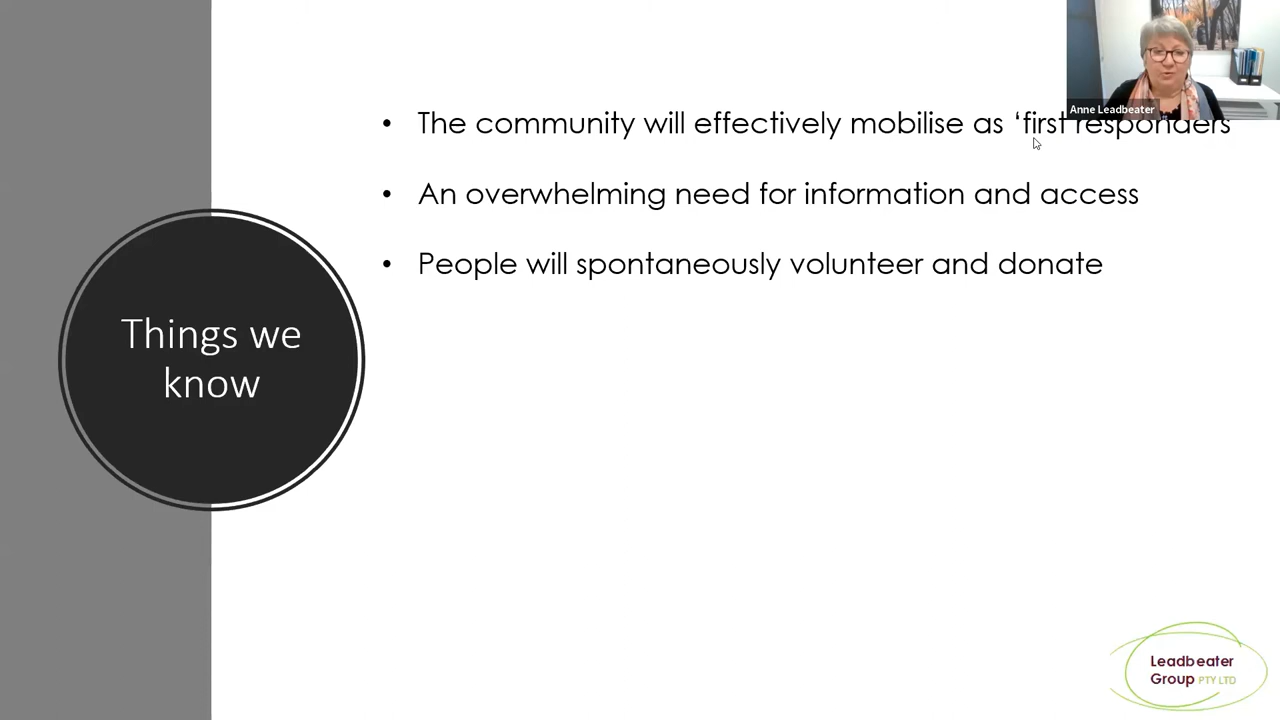 Anne Leadbeater
• The community will effectively mobilise as ‘first responders
• An overwhelming need for information and access
• People will spontaneously volunteer and donate
Things we
know
Leadbeater
Group PTY LTD